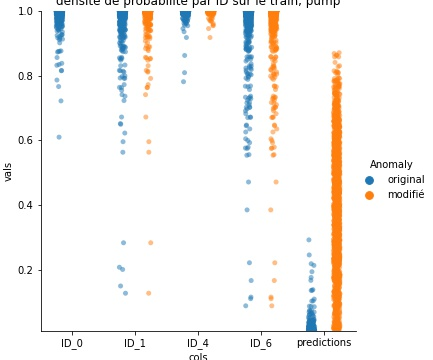 densité de probabilité par ID sur le train, pump
1.0
0.8
0.6
0.4
0.2
vals
ID_0 ID_1 ID_4 ID_6 predictions
cols
Anomaly
original
modifié